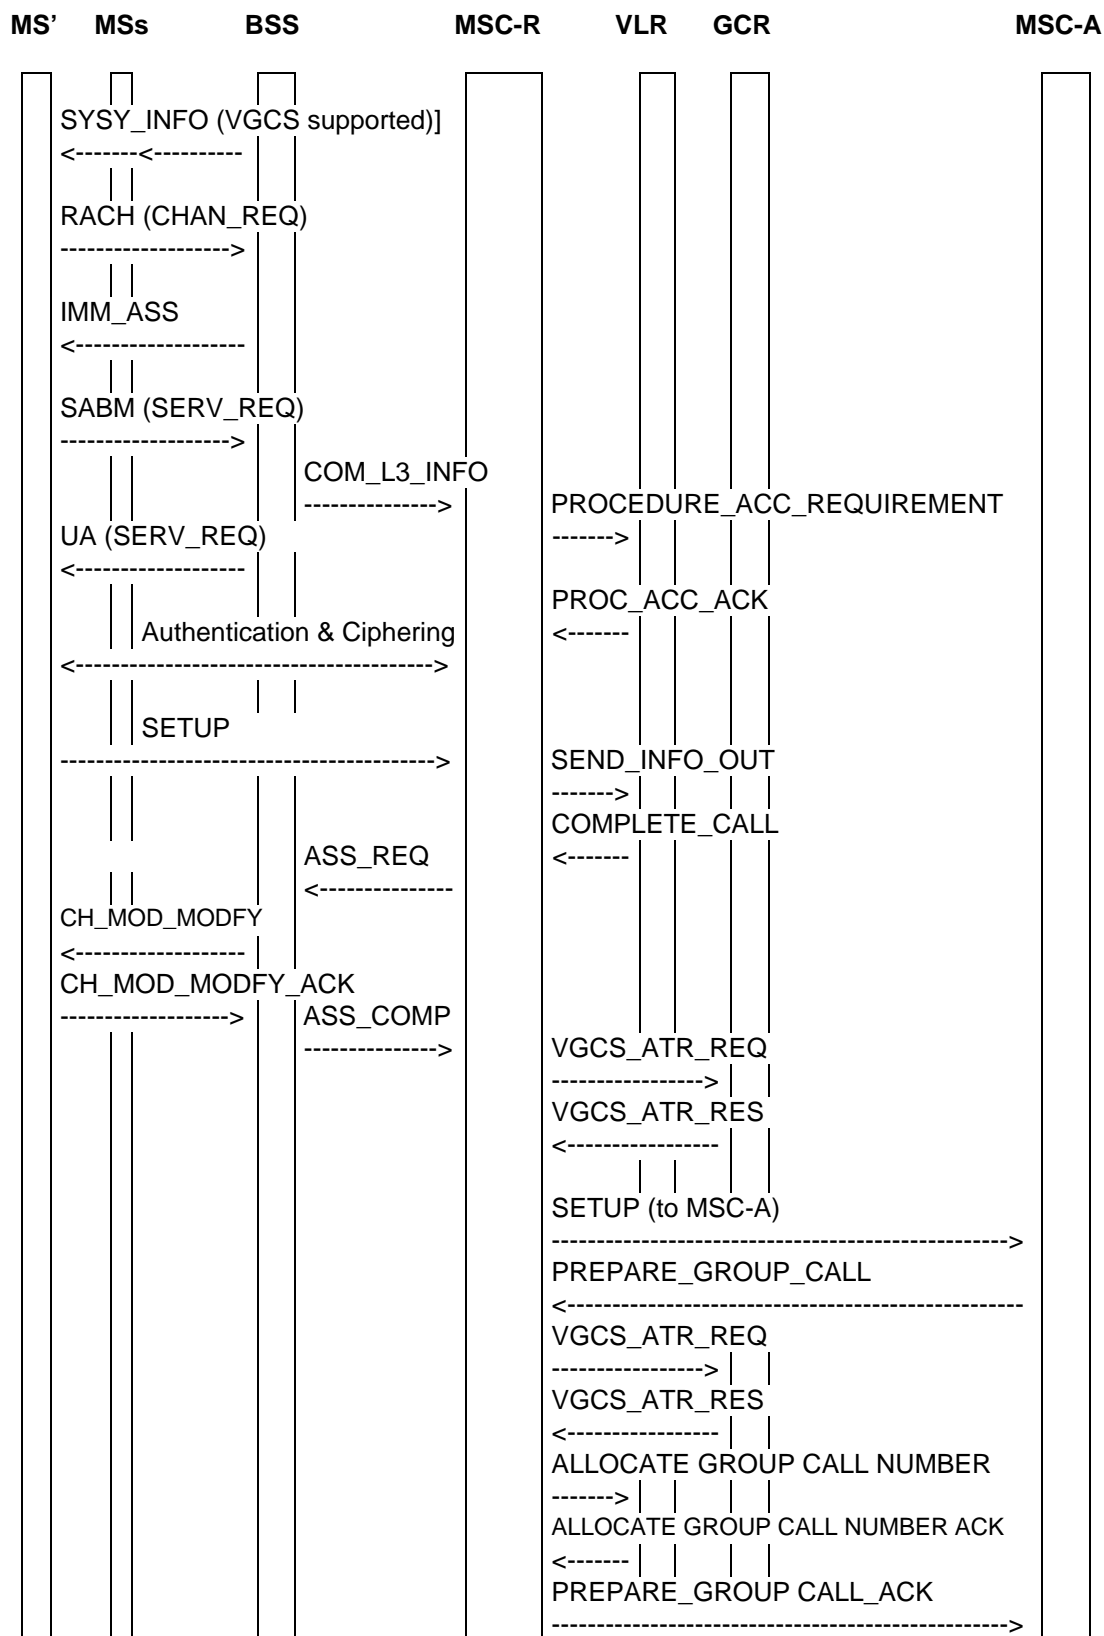 MS’ MSs BSS MSC-R VLR GCR MSC-A
SYSY_INFO (VGCS supported)]
<-------<----------
RACH (CHAN_REQ)
------------------->
IMM_ASS
<-------------------
SABM (SERV_REQ)
------------------->
COM_L3_INFO
---------------> PROCEDURE_ACC_REQUIREMENT
UA (SERV_REQ) ------->
<-------------------
PROC_ACC_ACK
Authentication & Ciphering <-------
<---------------------------------------->
SETUP
------------------------------------------> SEND_INFO_OUT
------->
COMPLETE_CALL
ASS_REQ <-------
<---------------
CH_MOD_MODFY
<-------------------
CH_MOD_MODFY_ACK
-------------------> ASS_COMP
---------------> VGCS_ATR_REQ
----------------->
VGCS_ATR_RES
<-----------------
SETUP (to MSC-A)
--------------------------------------------------->
PREPARE_GROUP_CALL
<---------------------------------------------------
VGCS_ATR_REQ
----------------->
VGCS_ATR_RES
<-----------------
ALLOCATE GROUP CALL NUMBER
------->
ALLOCATE GROUP CALL NUMBER ACK
<-------
PREPARE_GROUP CALL_ACK
--------------------------------------------------->